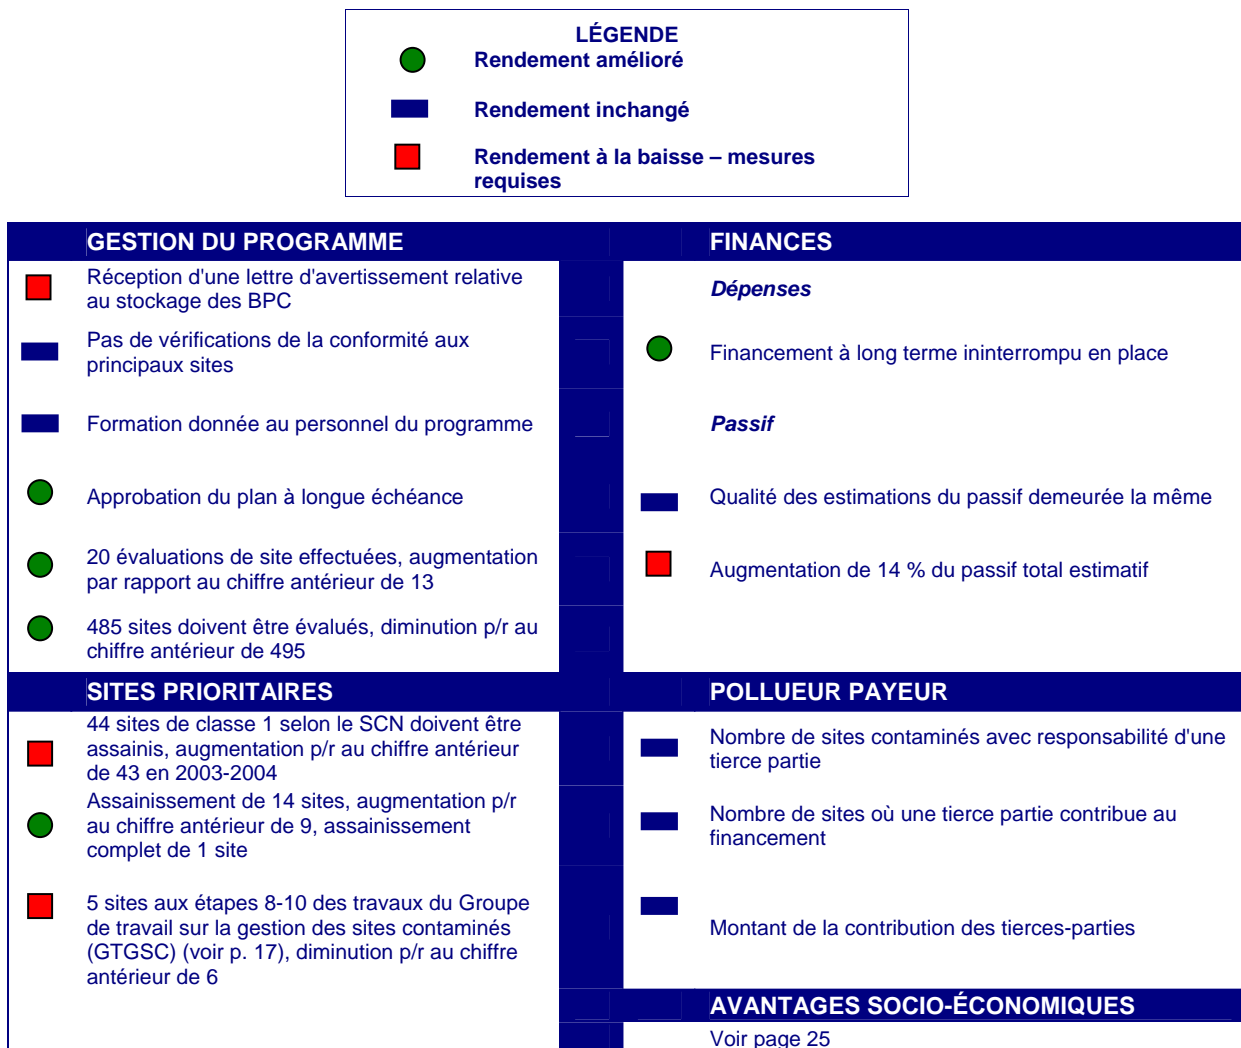 LÉGENDE
Rendement amélioré
Rendement inchangé
Rendement à la baisse – mesures
requises
GESTION DU PROGRAMME
Réception d'une lettre d'avertissement relative
au stockage des BPC
Pas de vérifications de la conformité aux
principaux sites
Formation donnée au personnel du programme
Approbation du plan à longue échéance
20 évaluations de site effectuées, augmentation
par rapport au chiffre antérieur de 13
485 sites doivent être évalués, diminution p/r au
chiffre antérieur de 495
FINANCES
Dépenses
Financement à long terme ininterrompu en place
Passif
Qualité des estimations du passif demeurée la même
Augmentation de 14 % du passif total estimatif
SITES PRIORITAIRES
44 sites de classe 1 selon le SCN doivent être
assainis, augmentation p/r au chiffre antérieur
de 43 en 2003-2004
Assainissement de 14 sites, augmentation p/r
au chiffre antérieur de 9, assainissement
complet de 1 site
5 sites aux étapes 8-10 des travaux du Groupe
de travail sur la gestion des sites contaminés
(GTGSC) (voir p. 17), diminution p/r au chiffre
antérieur de 6
POLLUEUR PAYEUR
Nombre de sites contaminés avec responsabilité d'une
tierce partie
Nombre de sites où une tierce partie contribue au
financement
Montant de la contribution des tierces-parties
AVANTAGES SOCIO-ÉCONOMIQUES
Voir page 25